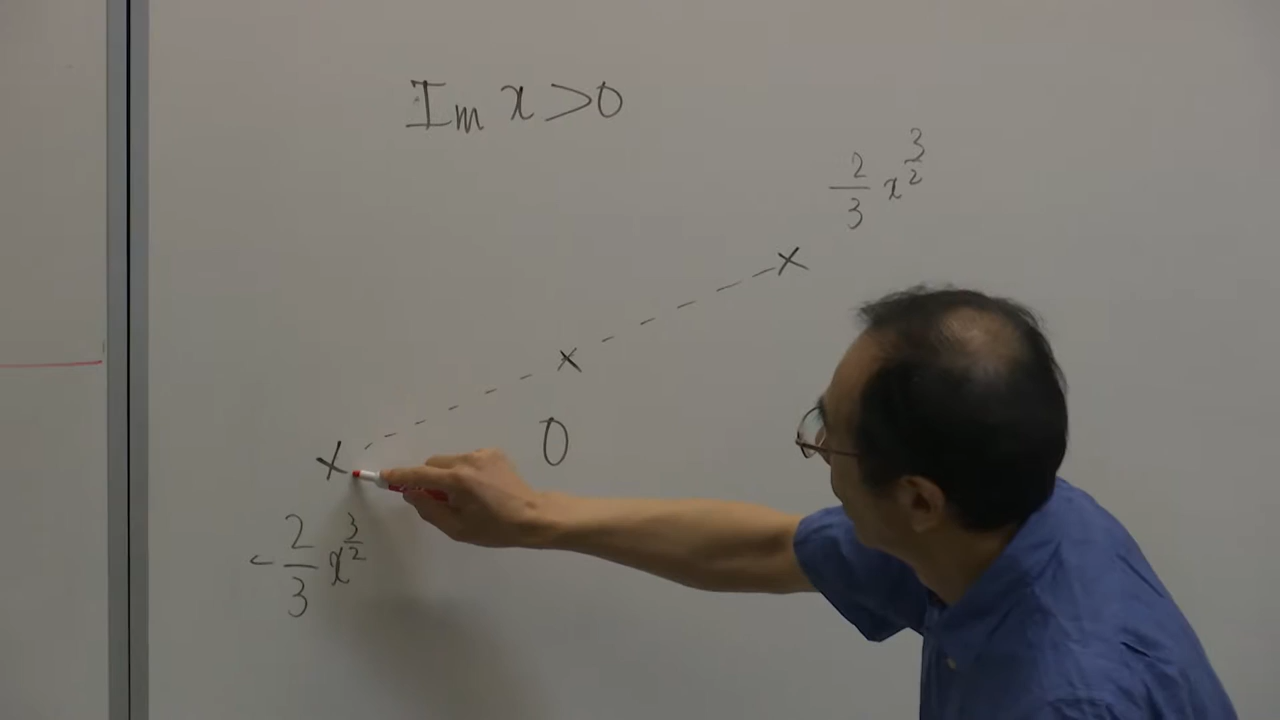 Im x > 0
2/3 x^{3/2}
0
- 2/3 x^{3/2}